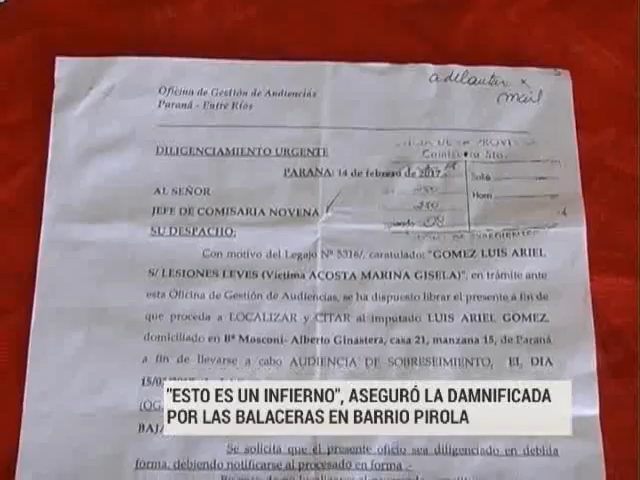 adelantar x
mail
Oficina de Gestión de Audiencias
Paraná - Entre Ríos
DILIGENCIAMIENTO URGENTE
PARANA: 14 de febrero de 2017.-
AL SEÑOR
JEFE DE COMISARIA NOVENA
SU DESPACHO:
Comisaría 5ta.
Hora
Con motivo del Legajo Nº 5316/, caratulado: "GOMEZ LUIS ARIEL
S/ LESIONES LEVES (Víctima ACOSTA MARINA GISELA)", en trámite ante
esta Oficina de Gestión de Audiencias, se ha dispuesto librar el presente a fin
de que proceda a LOCALIZAR y CITAR al imputado LUIS ARIEL GOMEZ,
domiciliado en Bº Mosconi- Alberto Ginastera, casa 21, manzana 15, de Paraná
a fin de llevarse a cabo AUDIENCIA DE SOBRESEIMIENTO, EL DIA
"ESTO ES UN INFIERNO", ASEGURÓ LA DAMNIFICADA
POR LAS BALACERAS EN BARRIO PIROLA
Se solicita que el presente oficio sea diligenciado en debida
forma, debiendo notificarse al procesado en forma .-